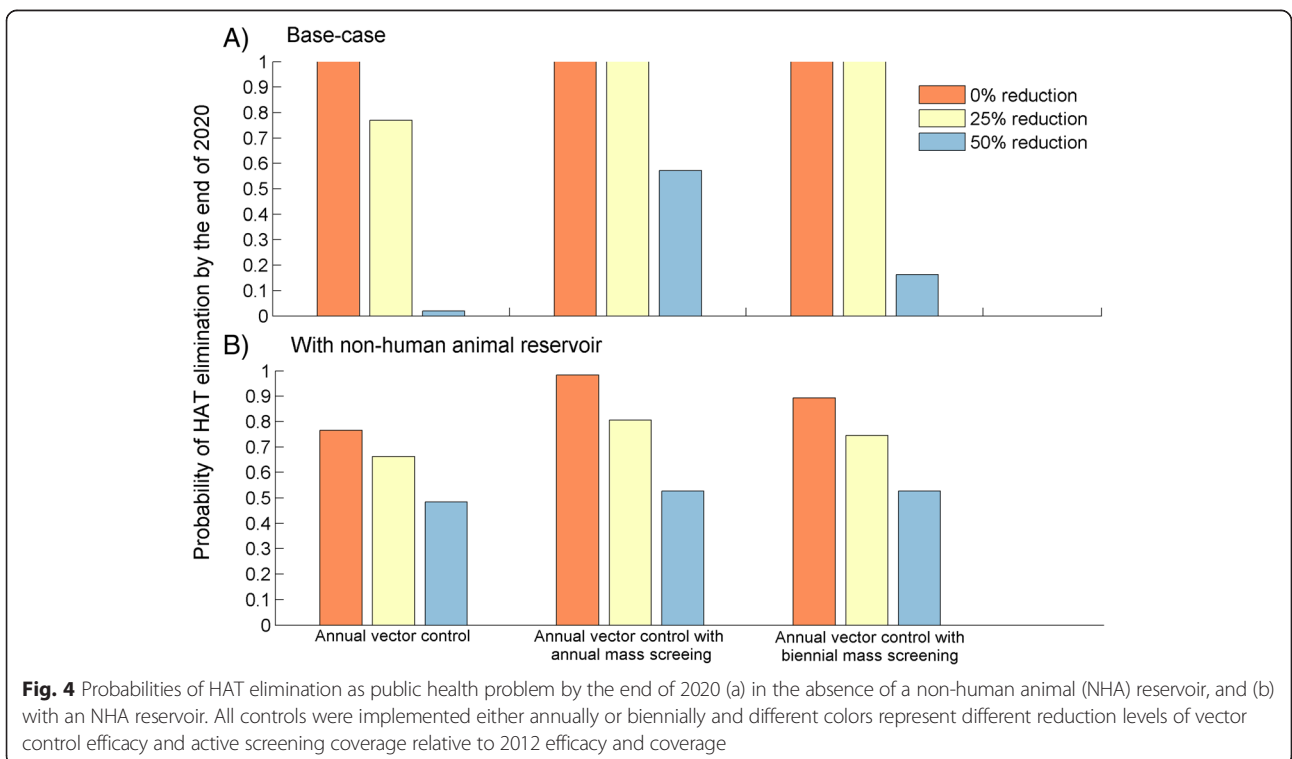 A) Base-case
1
0.9
0.8
0.7
0.6
0.5
0.4
0.3
0.2
0.1
0
0% reduction
25% reduction
50% reduction
Probability of HAT elimination by the end of 2020
B) With non-human animal reservoir
1
0.9
0.8
0.7
0.6
0.5
0.4
0.3
0.2
0.1
0
Annual vector control
Annual vector control with
annual mass screeing
Annual vector control with
biennial mass screening
Fig. 4 Probabilities of HAT elimination as public health problem by the end of 2020 (a) in the absence of a non-human animal (NHA) reservoir, and (b)
with an NHA reservoir. All controls were implemented either annually or biennially and different colors represent different reduction levels of vector
control efficacy and active screening coverage relative to 2012 efficacy and coverage